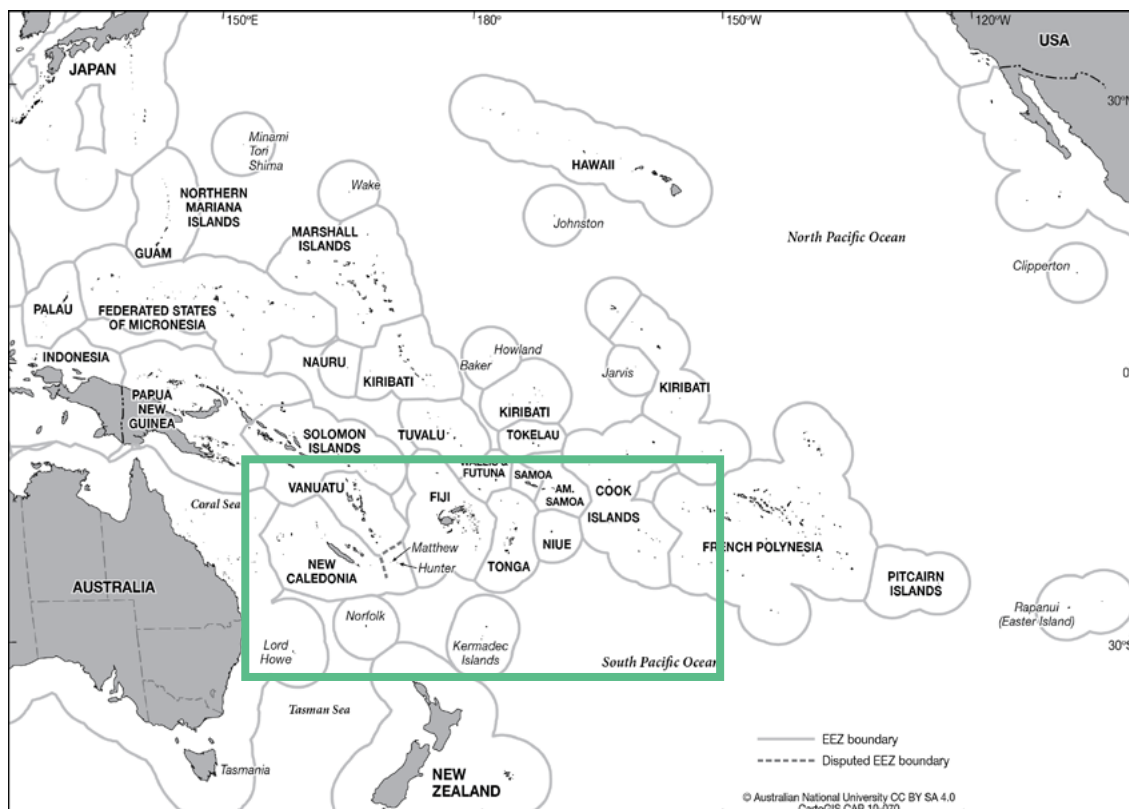 150°E
180°
150°W
120°W
USA
JAPAN
30°N
Minami
Tori
Shima
HAWAII
Wake
NORTHERN
MARIANA
ISLANDS
Johnston
MARSHALL
ISLANDS
North Pacific Ocean
GUAM
Clipperton
PALAU
FEDERATED STATES
OF MICRONESIA
INDONESIA
NAURU
Howland
Baker
Jarvis
KIRIBATI
KIRIBATI
PAPUA
NEW
GUINEA
KIRIBATI
SOLOMON
ISLANDS
TUVALU
TOKELAU
WALLIS &
FUTUNA
SAMOA
VANUATU
AM.
SAMOA
COOK
ISLANDS
Coral Sea
FIJI
Matthew
NIUE
FRENCH POLYNESIA
Hunter
NEW
CALEDONIA
TONGA
PITCAIRN
ISLANDS
AUSTRALIA
Norfolk
Rapanui
(Easter Island)
Lord
Howe
Kermadec
Islands
30°S
South Pacific Ocean
Tasman Sea
EEZ boundary
Disputed EEZ boundary
Tasmania
NEW
ZEALAND
© Australian National University CC BY SA 4.0